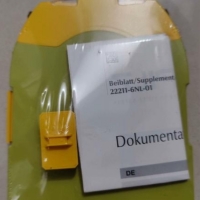 Beiblatt/Supplement
22211-6NL-01
Dokumenta
DE